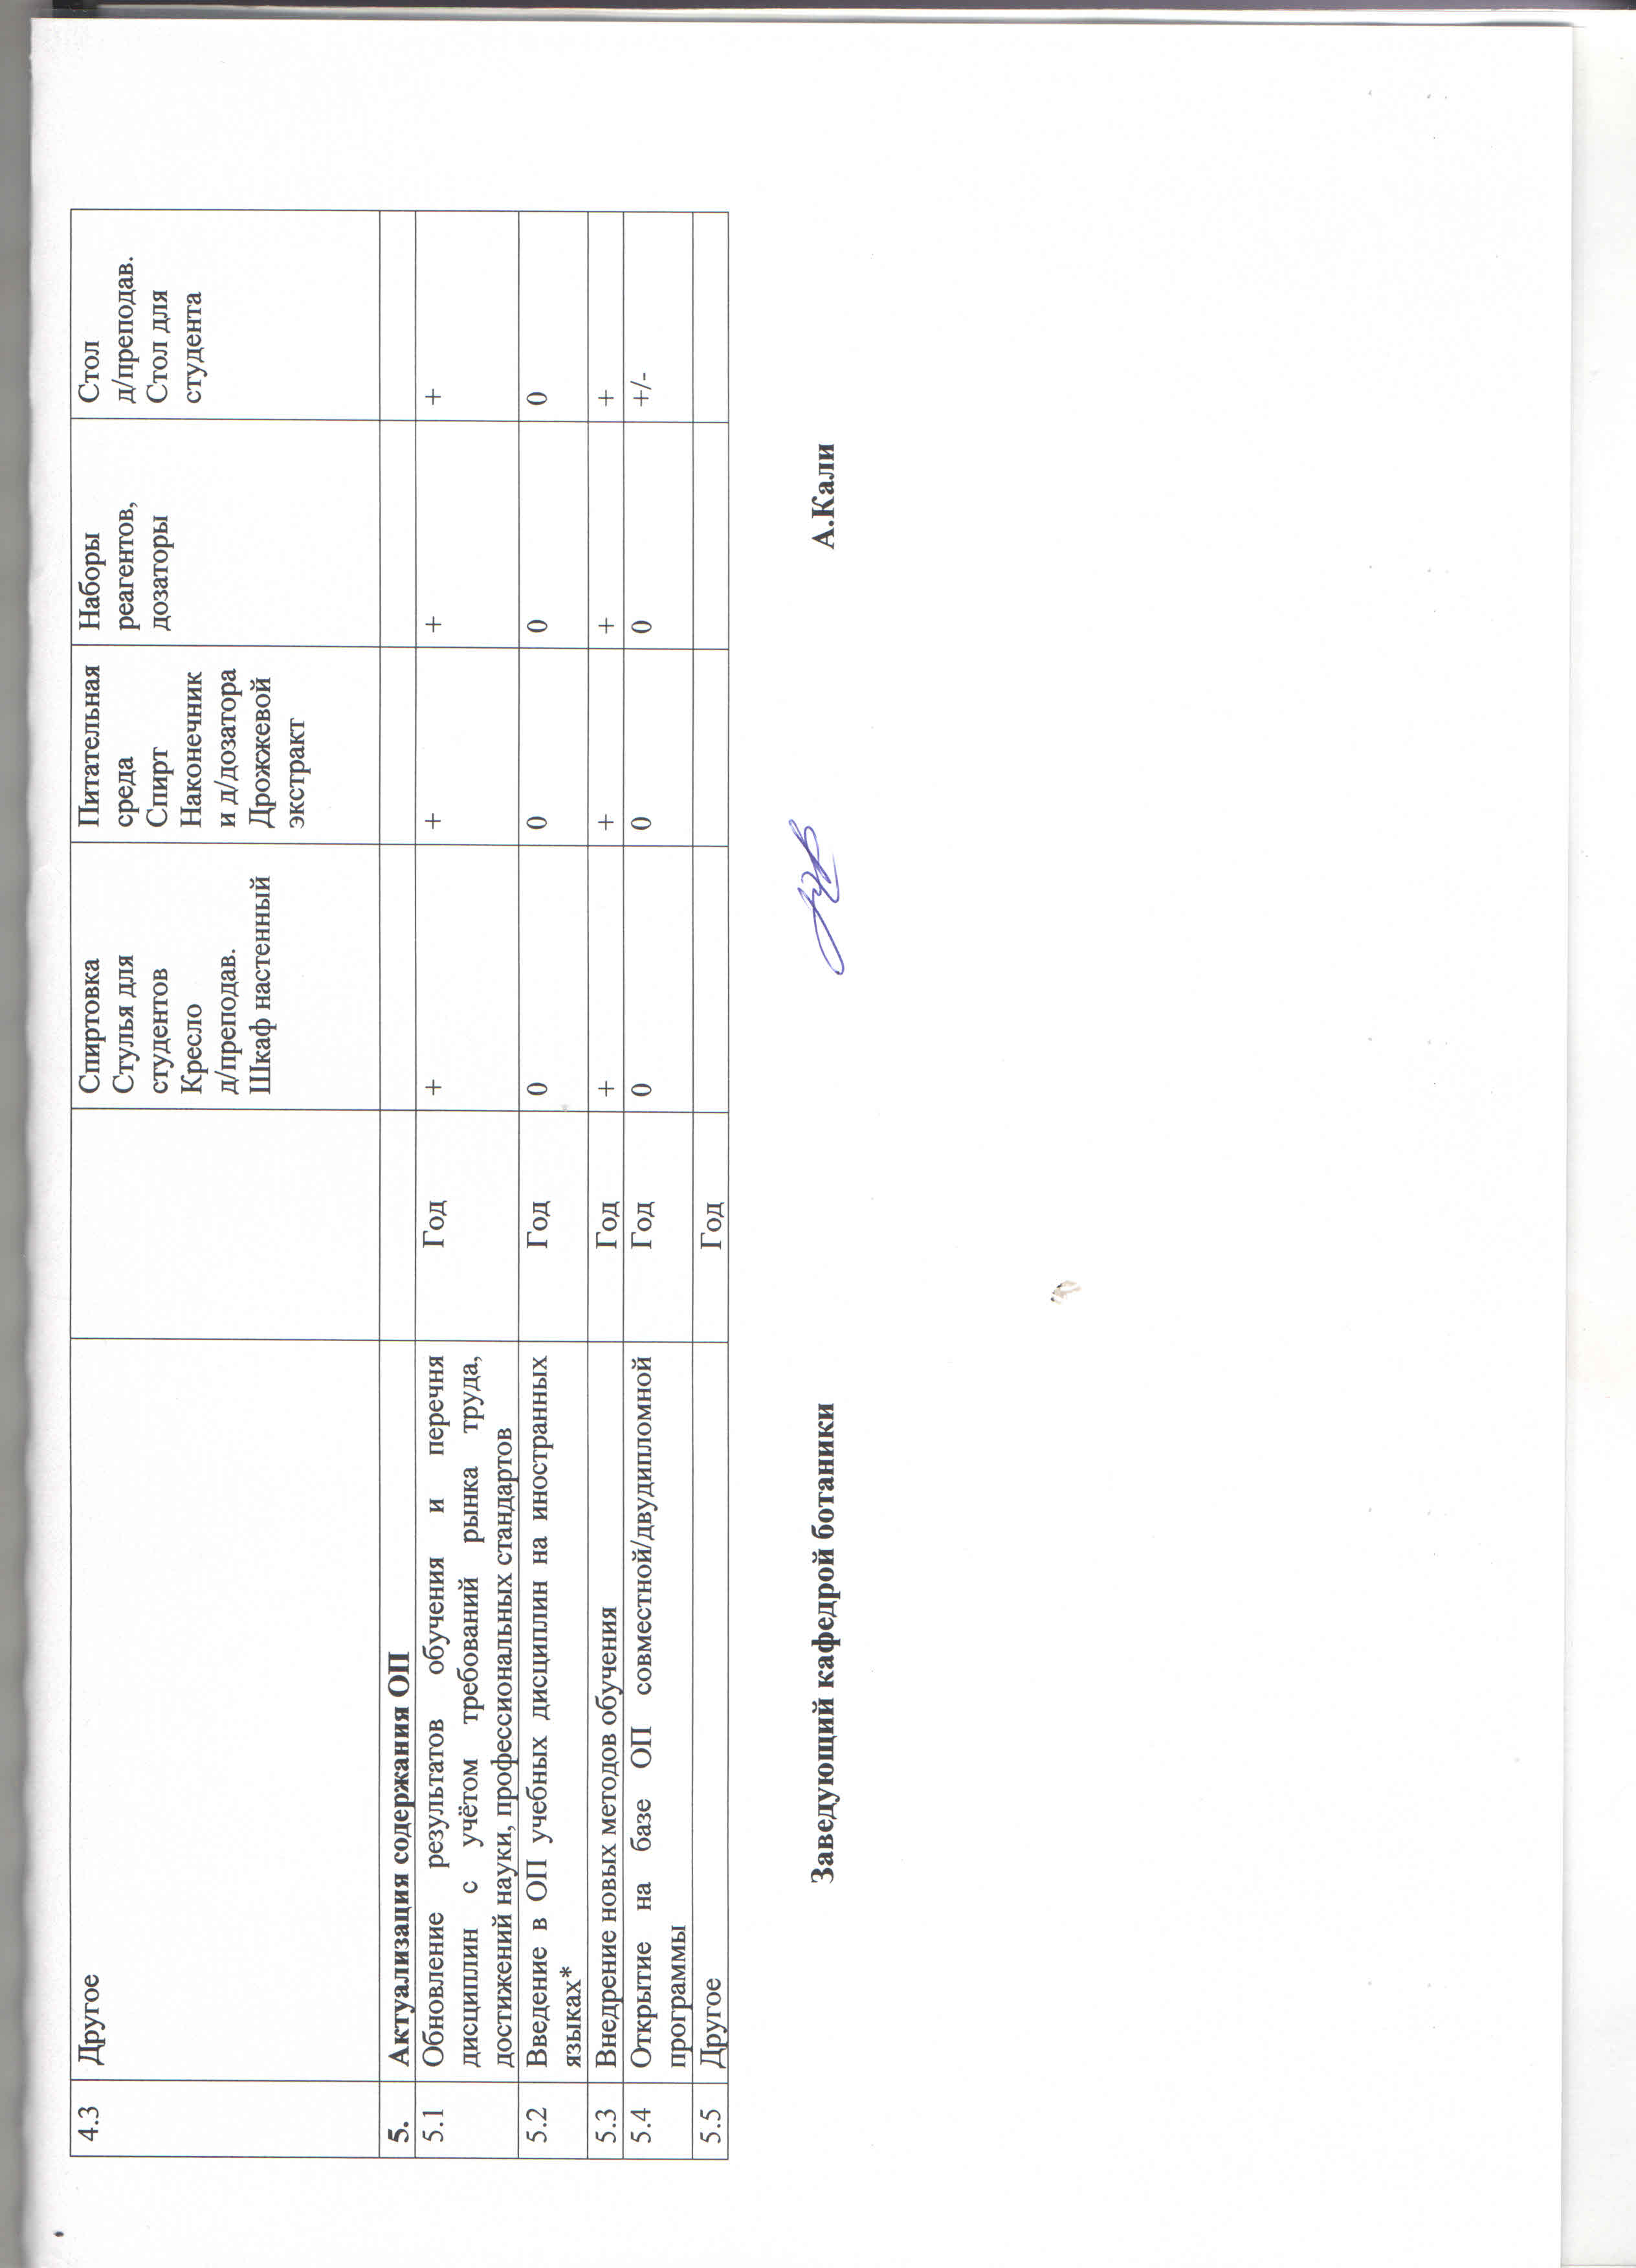 4.3
Другое
Спиртовка
Стулья для
студентов
Кресло
д/преподав.
Шкаф настенный
Питательная
среда
Спирт
Наконечник
и д/дозатора
Дрожжевой
экстракт
Наборы
реагентов,
дозаторы
Стол
д/преподав.
Стол для
студента
5. Актуализация содержания ОП
5.1
Обновление результатов обучения и перечня
дисциплин с учётом требований рынка труда,
достижений науки, профессиональных стандартов
Год + + + +
5.2
Введение в ОП учебных дисциплин на иностранных
языках*
Год 0 0 0 0
5.3 Внедрение новых методов обучения Год + + + +
5.4
Открытие на базе ОП совместной/двудипломной
программы
Год 0 0 0 +/-
5.5 Другое Год
Заведующий кафедрой ботаники А.Кали